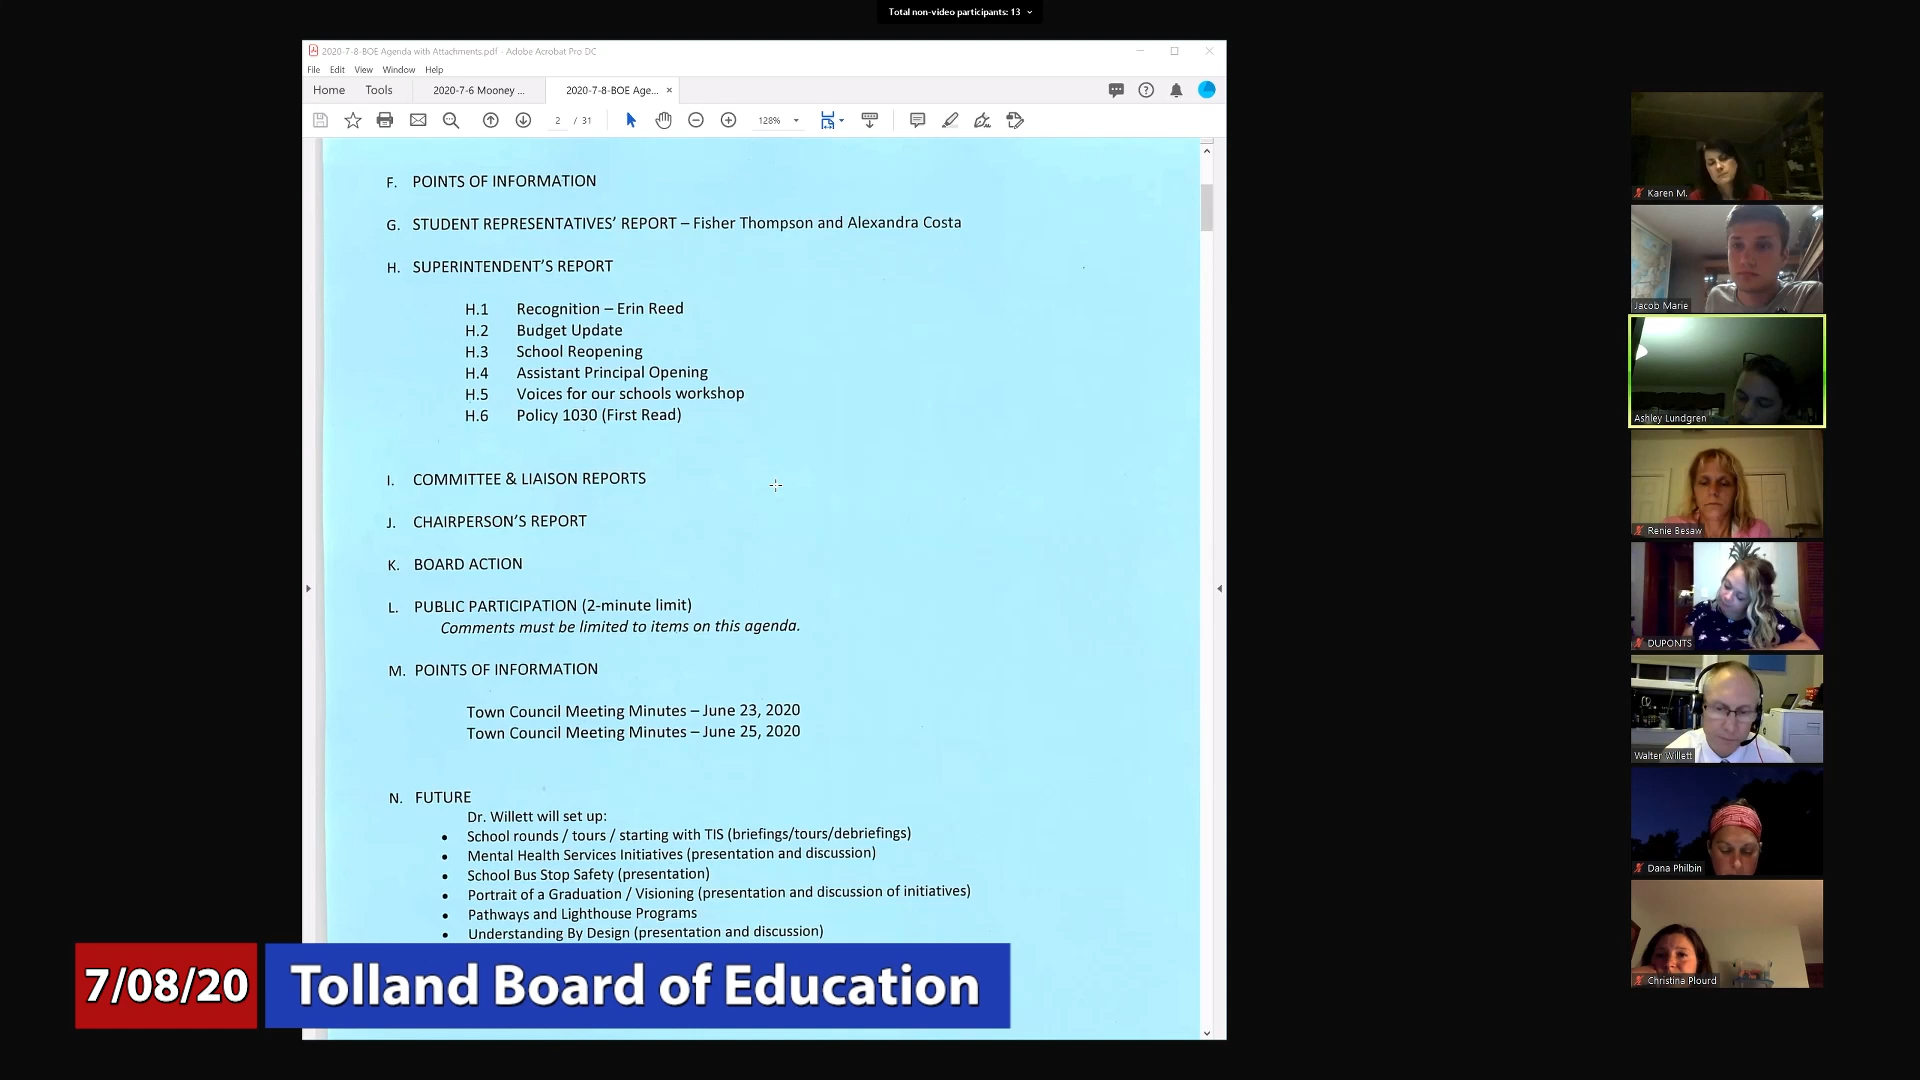 Total non-video participants: 13
2020-7-8-BOE Agenda with Attachments.pdf - Adobe Acrobat Pro DC
File Edit View Window Help
Home Tools 2020-7-6 Mooney ... 2020-7-8-BOE Age... ×
2 / 31 128%
F. POINTS OF INFORMATION
G. STUDENT REPRESENTATIVES’ REPORT – Fisher Thompson and Alexandra Costa
H. SUPERINTENDENT’S REPORT
H.1 Recognition – Erin Reed
H.2 Budget Update
H.3 School Reopening
H.4 Assistant Principal Opening
H.5 Voices for our schools workshop
H.6 Policy 1030 (First Read)
I. COMMITTEE & LIAISON REPORTS
J. CHAIRPERSON’S REPORT
K. BOARD ACTION
L. PUBLIC PARTICIPATION (2-minute limit)
Comments must be limited to items on this agenda.
M. POINTS OF INFORMATION
Town Council Meeting Minutes – June 23, 2020
Town Council Meeting Minutes – June 25, 2020
N. FUTURE
Dr. Willett will set up:
• School rounds / tours / starting with TIS (briefings/tours/debriefings)
• Mental Health Services Initiatives (presentation and discussion)
• School Bus Stop Safety (presentation)
• Portrait of a Graduation / Visioning (presentation and discussion of initiatives)
• Pathways and Lighthouse Programs
• Understanding By Design (presentation and discussion)
7/08/20 Tolland Board of Education
Karen M.
Jacob Marie
Ashley Lundgren
Renie Besaw
DUPONTS
Walter Willett
Dana Philbin
Christina Plourd